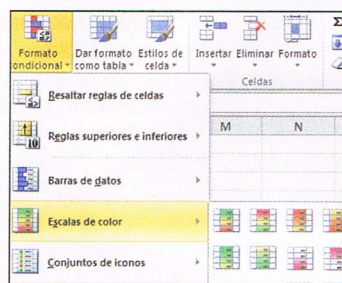 Formato Dar formato Estilos de Insertar Eliminar Formato
ondicional como tabla celda
Celdas
Resaltar reglas de celdas
Reglas superiores e inferiores
Barras de datos
Escalas de color
Conjuntos de iconos
M N